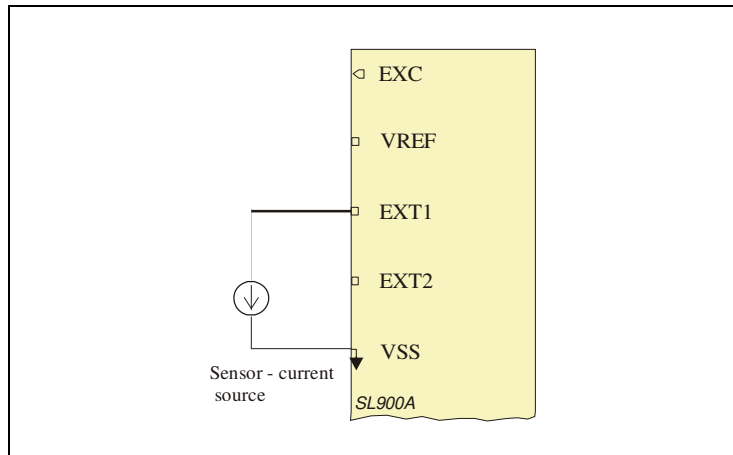 EXC
VREF
EXT1
EXT2
VSS
Sensor - current
source
SL900A